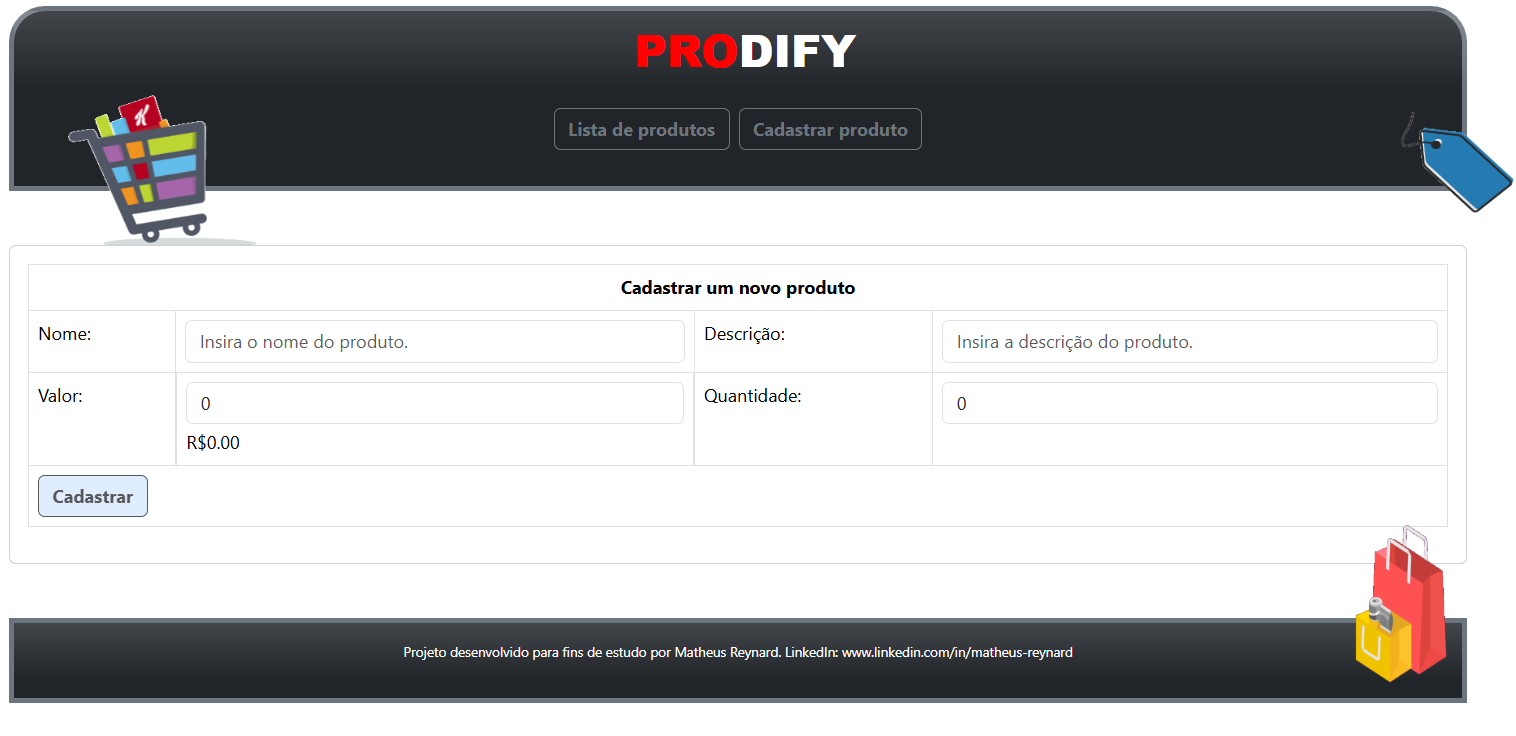 PRODIFY
Lista de produtos Cadastrar produto
Cadastrar um novo produto
Nome: Insira o nome do produto. Descrição: Insira a descrição do produto.
Valor: 0 Quantidade: 0
R$0.00
Cadastrar
Projeto desenvolvido para fins de estudo por Matheus Reynard. LinkedIn: www.linkedin.com/in/matheus-reynard